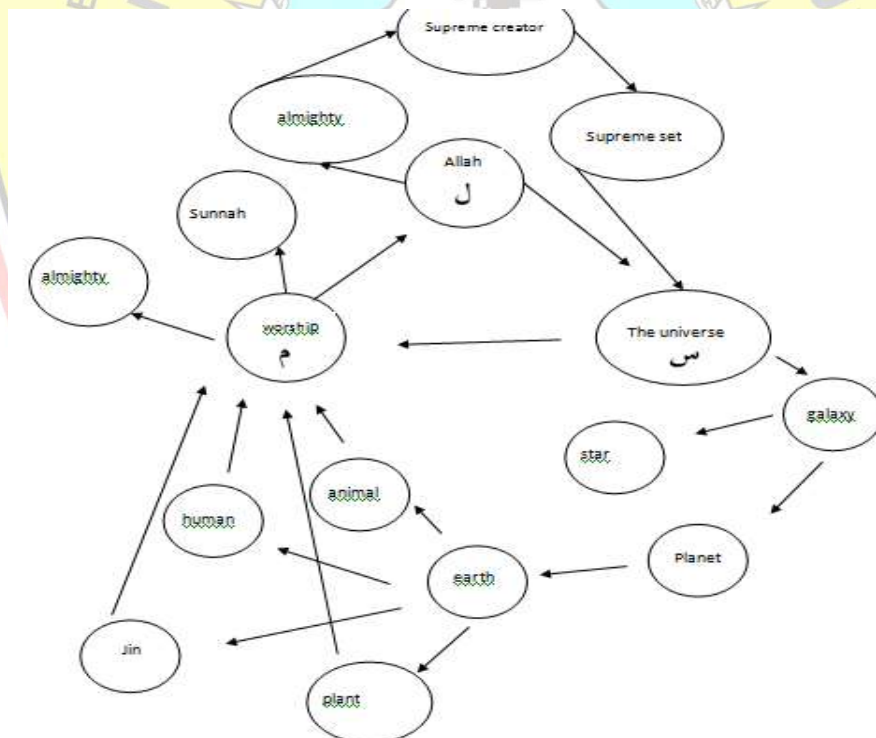 Supreme creator
almighty
Supreme set
Allah
ل
Sunnah
almighty
worship
م
The universe
س
galaxy
star
animal
human
Planet
earth
Jin
plant